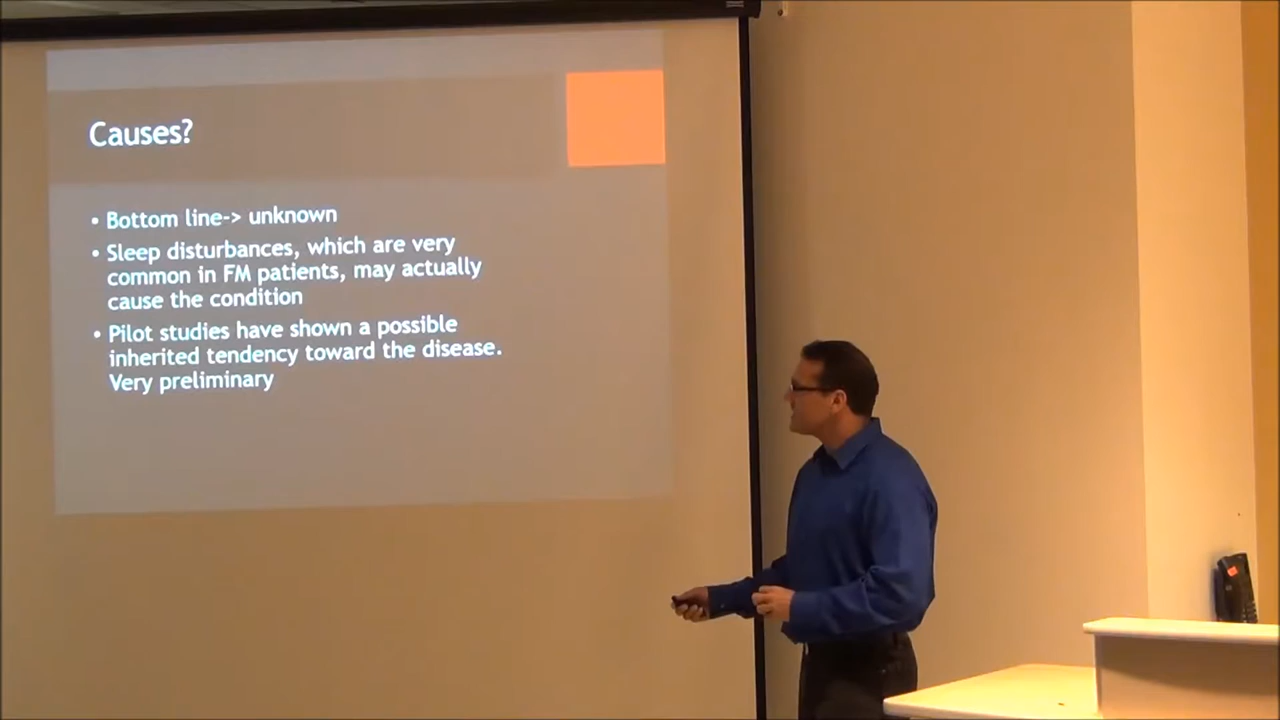 Causes?
• Bottom line-> unknown
• Sleep disturbances, which are very
common in FM patients, may actually
cause the condition
• Pilot studies have shown a possible
inherited tendency toward the disease.
Very preliminary